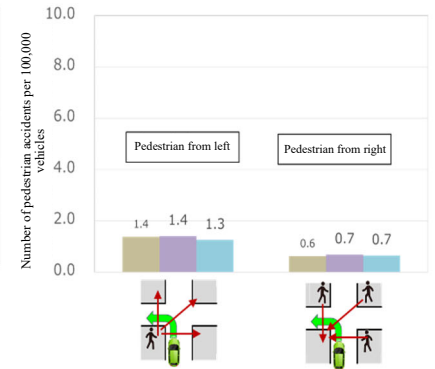 Number of pedestrian accidents per 100,000
vehicles
10.0
8.0
6.0
4.0
2.0
0.0
Pedestrian from left
Pedestrian from right
1.4 1.4 1.3
0.6 0.7 0.7